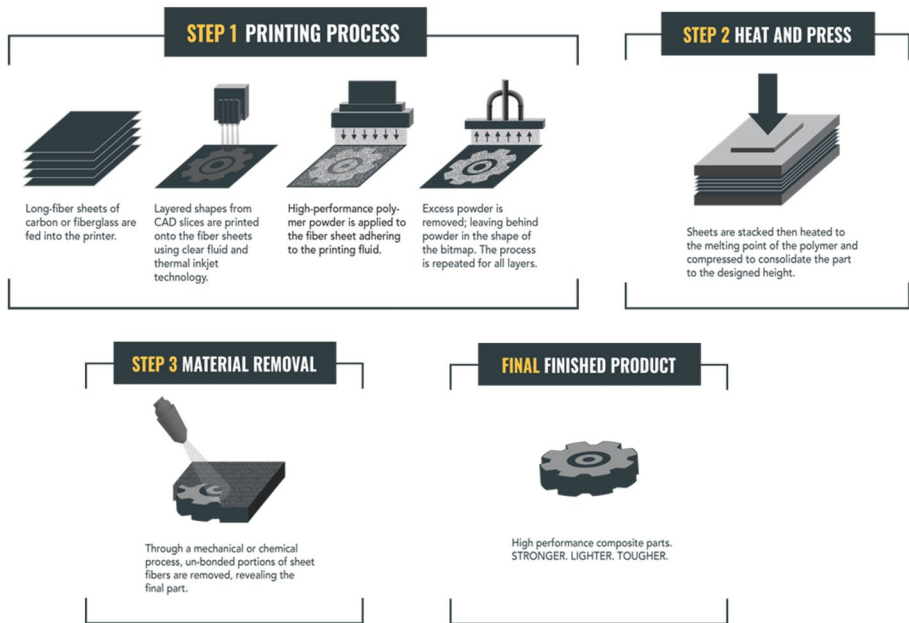 STEP 1 PRINTING PROCESS
Long-fiber sheets of
carbon or fiberglass are
fed into the printer.
Layered shapes from
CAD slices are printed
onto the fiber sheets
using clear fluid and
thermal inkjet
technology.
High-performance poly-
mer powder is applied to
the fiber sheet adhering
to the printing fluid.
Excess powder is
removed; leaving behind
powder in the shape of
the bitmap. The process
is repeated for all layers.
STEP 2 HEAT AND PRESS
Sheets are stacked then heated to
the melting point of the polymer and
compressed to consolidate the part
to the designed height.
STEP 3 MATERIAL REMOVAL
Through a mechanical or chemical
process, un-bonded portions of sheet
fibers are removed, revealing the
final part.
FINAL FINISHED PRODUCT
High performance composite parts.
STRONGER. LIGHTER. TOUGHER.